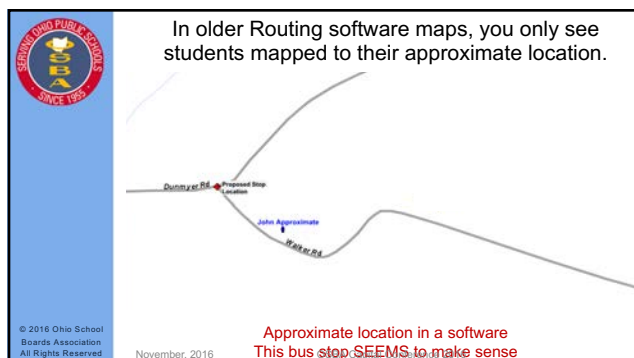 SERVING OHIO PUBLIC SCHOOLS
OSBA
SINCE 1955
In older Routing software maps, you only see
students mapped to their approximate location.
Dunmyer Rd
Proposed Stop
Location
John Approximate
Walker Rd
Approximate location in a software
This bus stop SEEMS to make sense
© 2016 Ohio School
Boards Association
All Rights Reserved
November, 2016